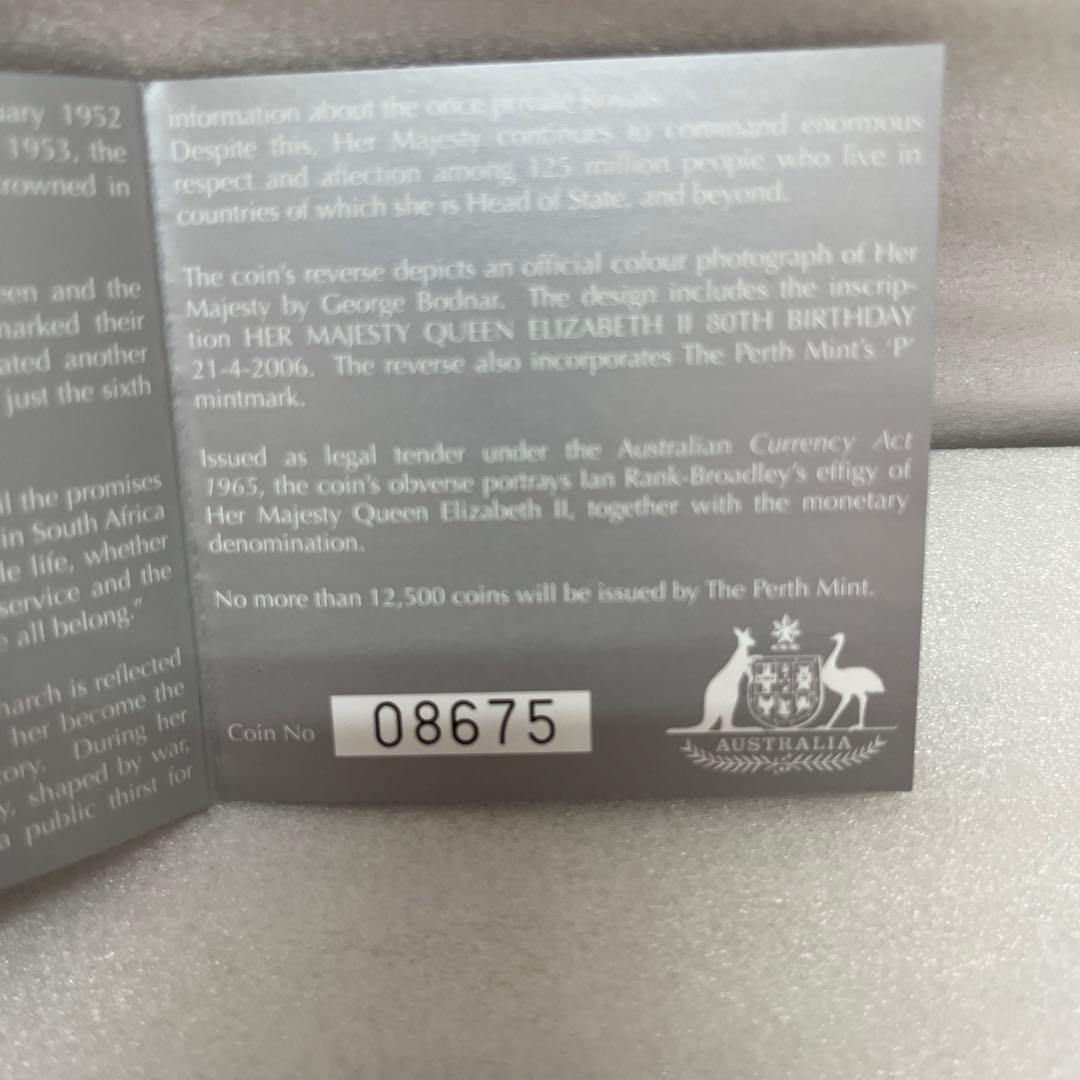 uary 1952
1953, the
rowned in
een and the
marked their
ated another
just the sixth
ll the promises
in South Africa
le life, whether
service and the
e all belong."
narch is reflected
her become the
ory. During her
y, shaped by war,
a public thirst for
information about the once private Royals.
Despite this, Her Majesty continues to command enormous
respect and affection among 125 million people who live in
countries of which she is Head of State, and beyond.
The coin's reverse depicts an official colour photograph of Her
Majesty by George Bodnar. The design includes the inscrip-
tion HER MAJESTY QUEEN ELIZABETH II 80TH BIRTHDAY
21-4-2006. The reverse also incorporates The Perth Mint's 'P'
mintmark.
Issued as legal tender under the Australian Currency Act
1965, the coin's obverse portrays Ian Rank-Broadley's effigy of
Her Majesty Queen Elizabeth II, together with the monetary
denomination.
No more than 12,500 coins will be issued by The Perth Mint.
Coin No 08675
AUSTRALIA